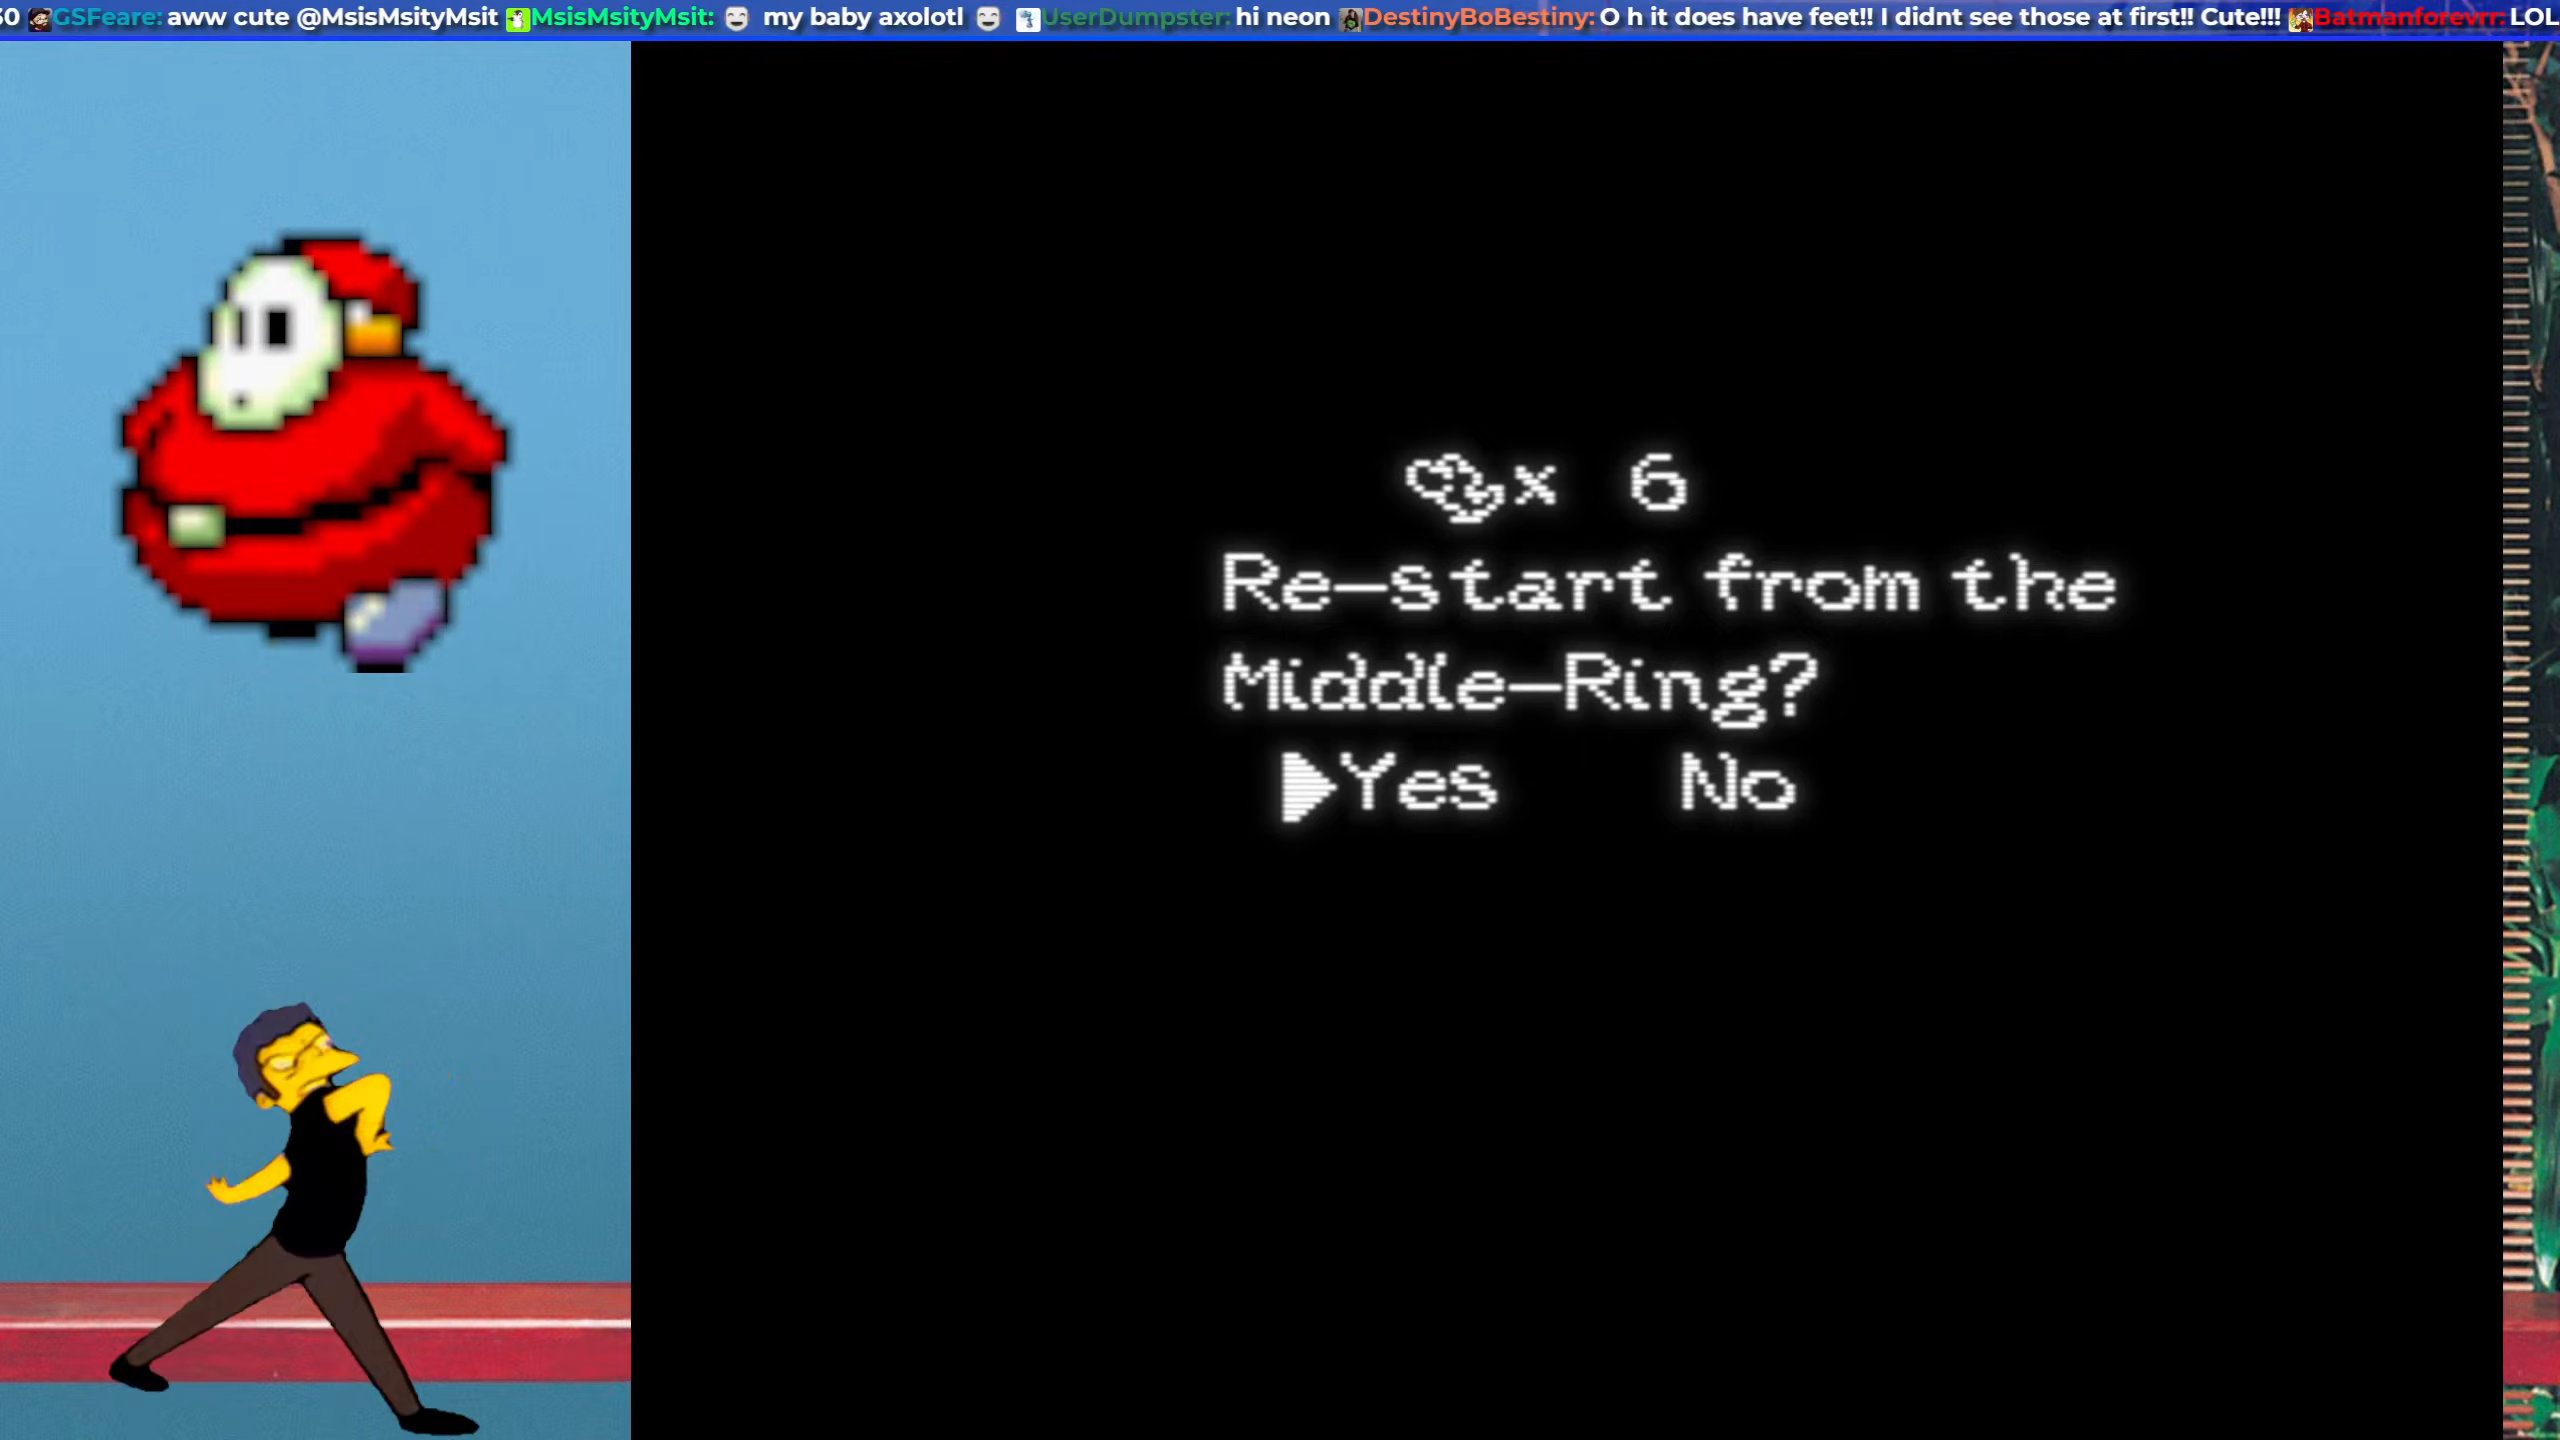 30 GSFeare: aww cute @MsisMsityMsit MsisMsityMsit: my baby axolotl UserDumpster: hi neon DestinyBoBestiny: O h it does have feet!! I didnt see those at first!! Cute!!! Batmanforevrr: LOL
x 6
Re-start from the
Middle-Ring?
Yes No